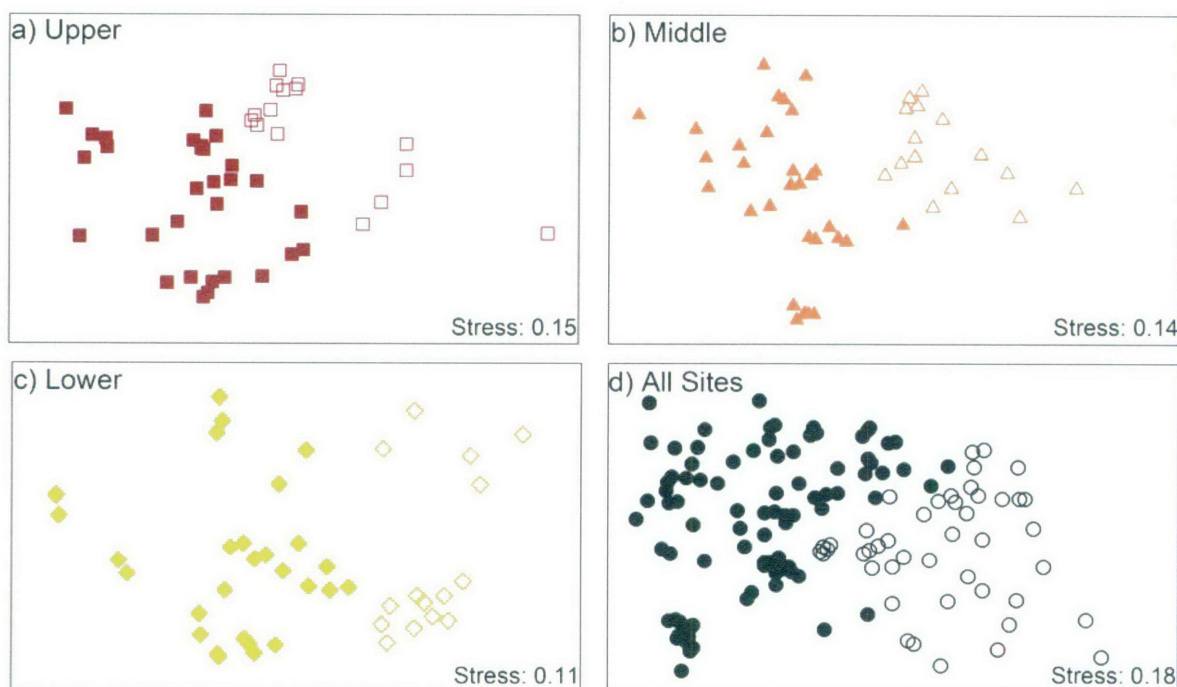 a) Upper
Stress: 0.15
b) Middle
Stress: 0.14
c) Lower
Stress: 0.11
d) All Sites
Stress: 0.18